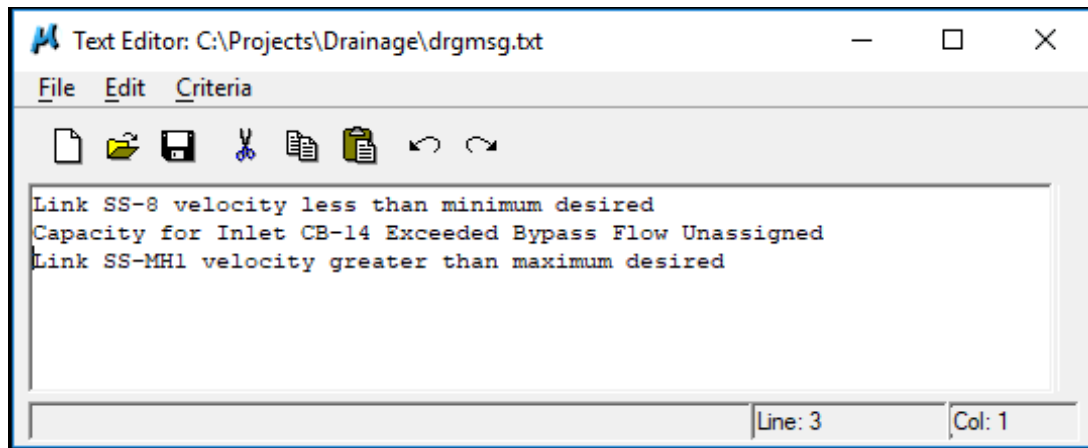 Text Editor: C:\Projects\Drainage\drgmsg.txt
File Edit Criteria
Link SS-8 velocity less than minimum desired
Capacity for Inlet CB-14 Exceeded Bypass Flow Unassigned
Link SS-MH1 velocity greater than maximum desired
Line: 3 Col: 1